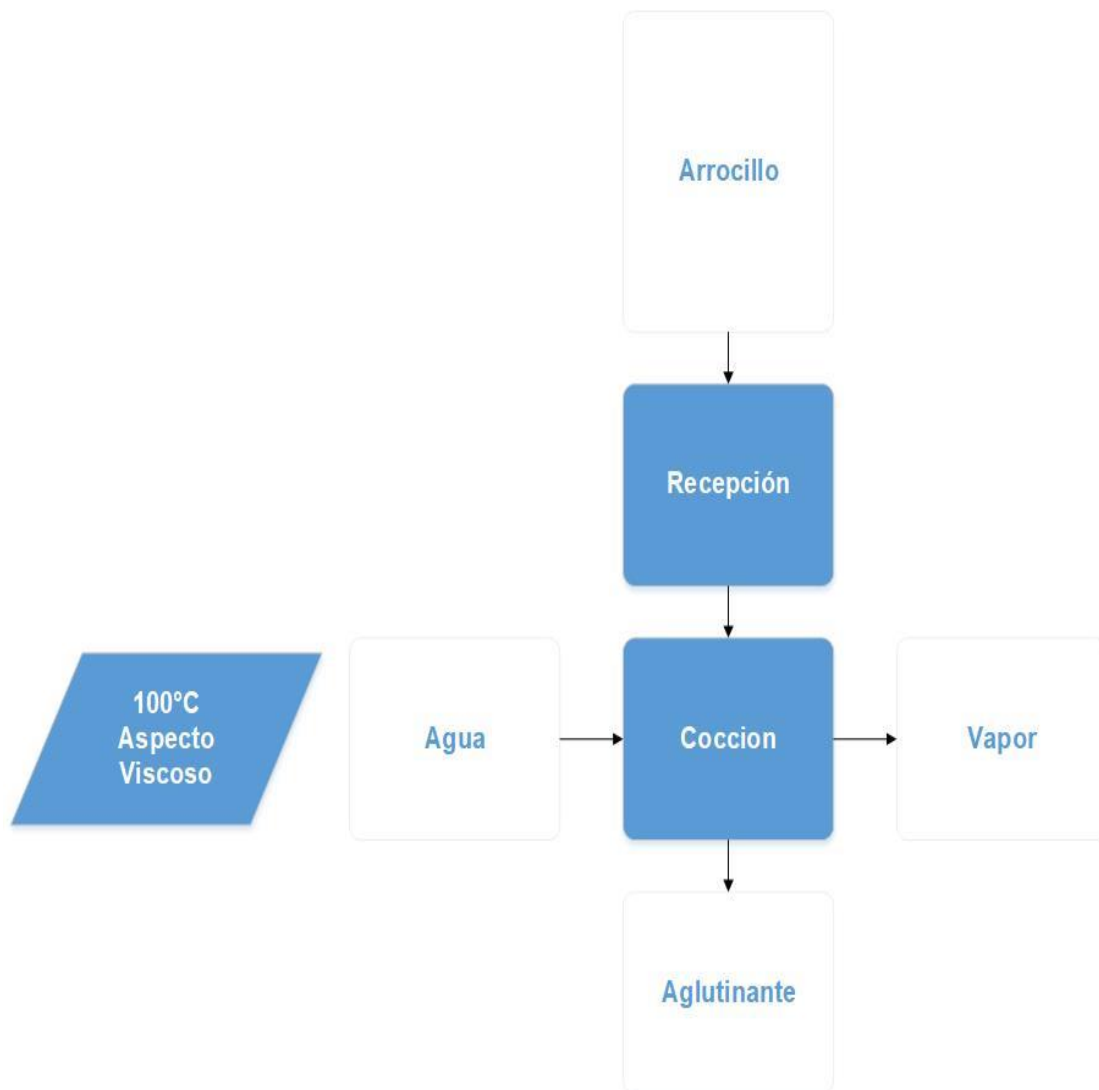 Arrocillo
Recepción
100°C
Aspecto
Viscoso
Agua
Coccion
Vapor
Aglutinante